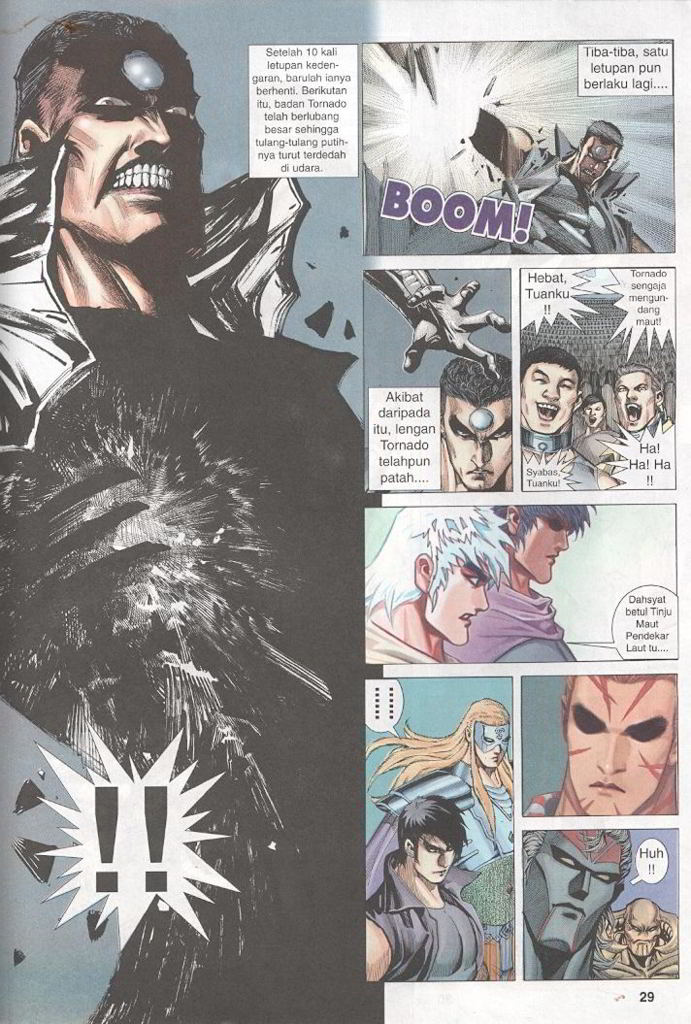 Setelah 10 kali
letupan keden-
garan, barulah ianya
berhenti. Berikutan
itu, badan Tornado
telah berlubang
besar sehingga
tulang-tulang putih-
nya turut terdedah
di udara.
Tiba-tiba, satu
letupan pun
berlaku lagi....
BOOM!
Akibat
daripada
itu, lengan
Tornado
telahpun
patah....
Hebat,
Tuanku
!!
Tornado
sengaja
mengun-
dang
maut!
Syabas,
Tuanku!
Ha!
Ha! Ha
!!
Dahsyat
betul Tinju
Maut
Pendekar
Laut tu....
!!
!!
Huh
!!
29